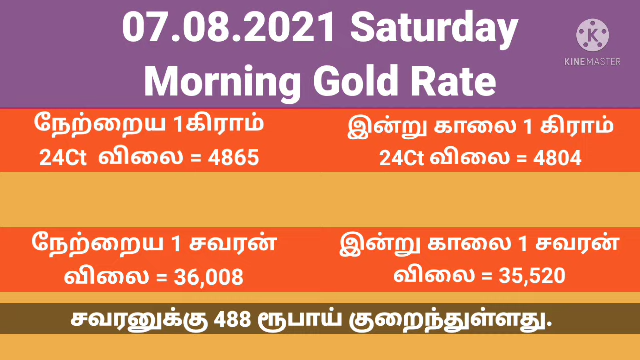 07.08.2021 Saturday
Morning Gold Rate
K
KINEMASTER
நேற்றைய 1கிராம்
24Ct விலை = 4865
இன்று காலை 1 கிராம்
24Ct விலை = 4804
நேற்றைய 1 சவரன்
விலை = 36,008
இன்று காலை 1 சவரன்
விலை = 35,520
சவரனுக்கு 488 ரூபாய் குறைந்துள்ளது.